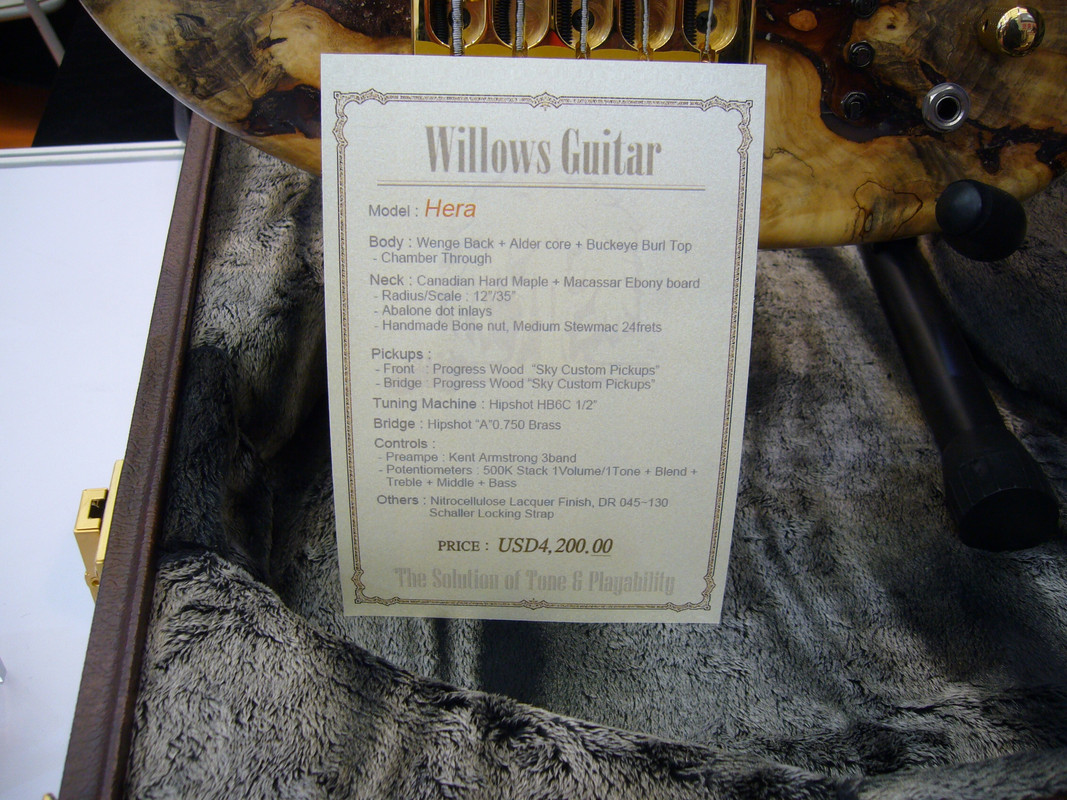 Willows Guitar
Model : Hera
Body : Wenge Back + Alder core + Buckeye Burl Top
- Chamber Through
Neck : Canadian Hard Maple + Macassar Ebony board
- Radius/Scale : 12"/35"
- Abalone dot inlays
- Handmade Bone nut, Medium Stewmac 24frets
Pickups :
- Front : Progress Wood "Sky Custom Pickups"
- Bridge : Progress Wood "Sky Custom Pickups"
Tuning Machine : Hipshot HB6C 1/2"
Bridge : Hipshot "A"0.750 Brass
Controls :
- Preampe : Kent Armstrong 3band
- Potentiometers : 500K Stack 1Volume/1Tone + Blend +
Treble + Middle + Bass
Others : Nitrocellulose Lacquer Finish, DR 045~130
Schaller Locking Strap
PRICE : USD4,200.00
The Solution of Tune & Playability